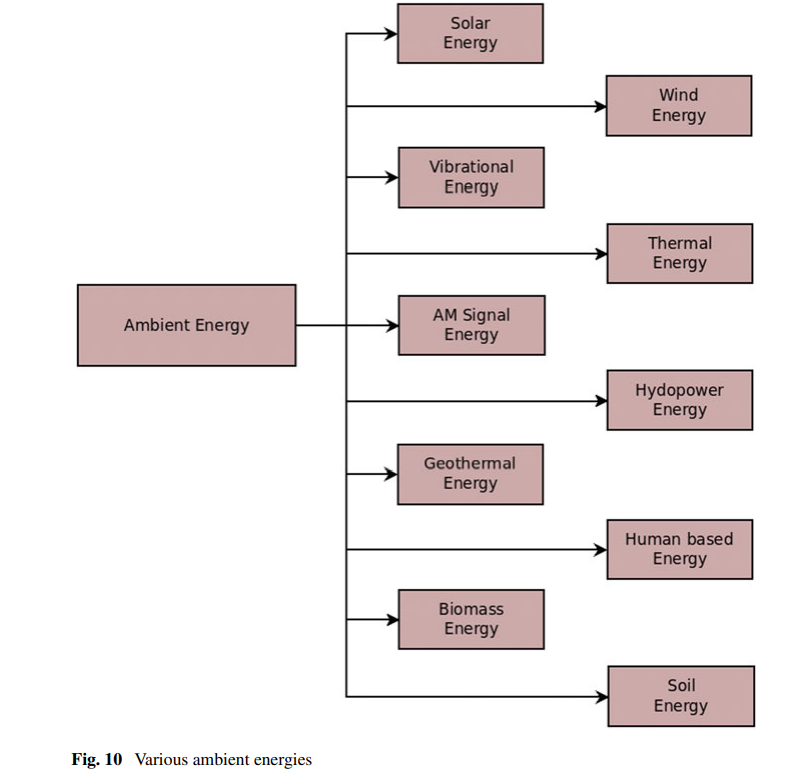 Solar
Energy
Wind
Energy
Vibrational
Energy
Thermal
Energy
Ambient Energy
AM Signal
Energy
Hydopower
Energy
Geothermal
Energy
Human based
Energy
Biomass
Energy
Soil
Energy
Fig. 10 Various ambient energies